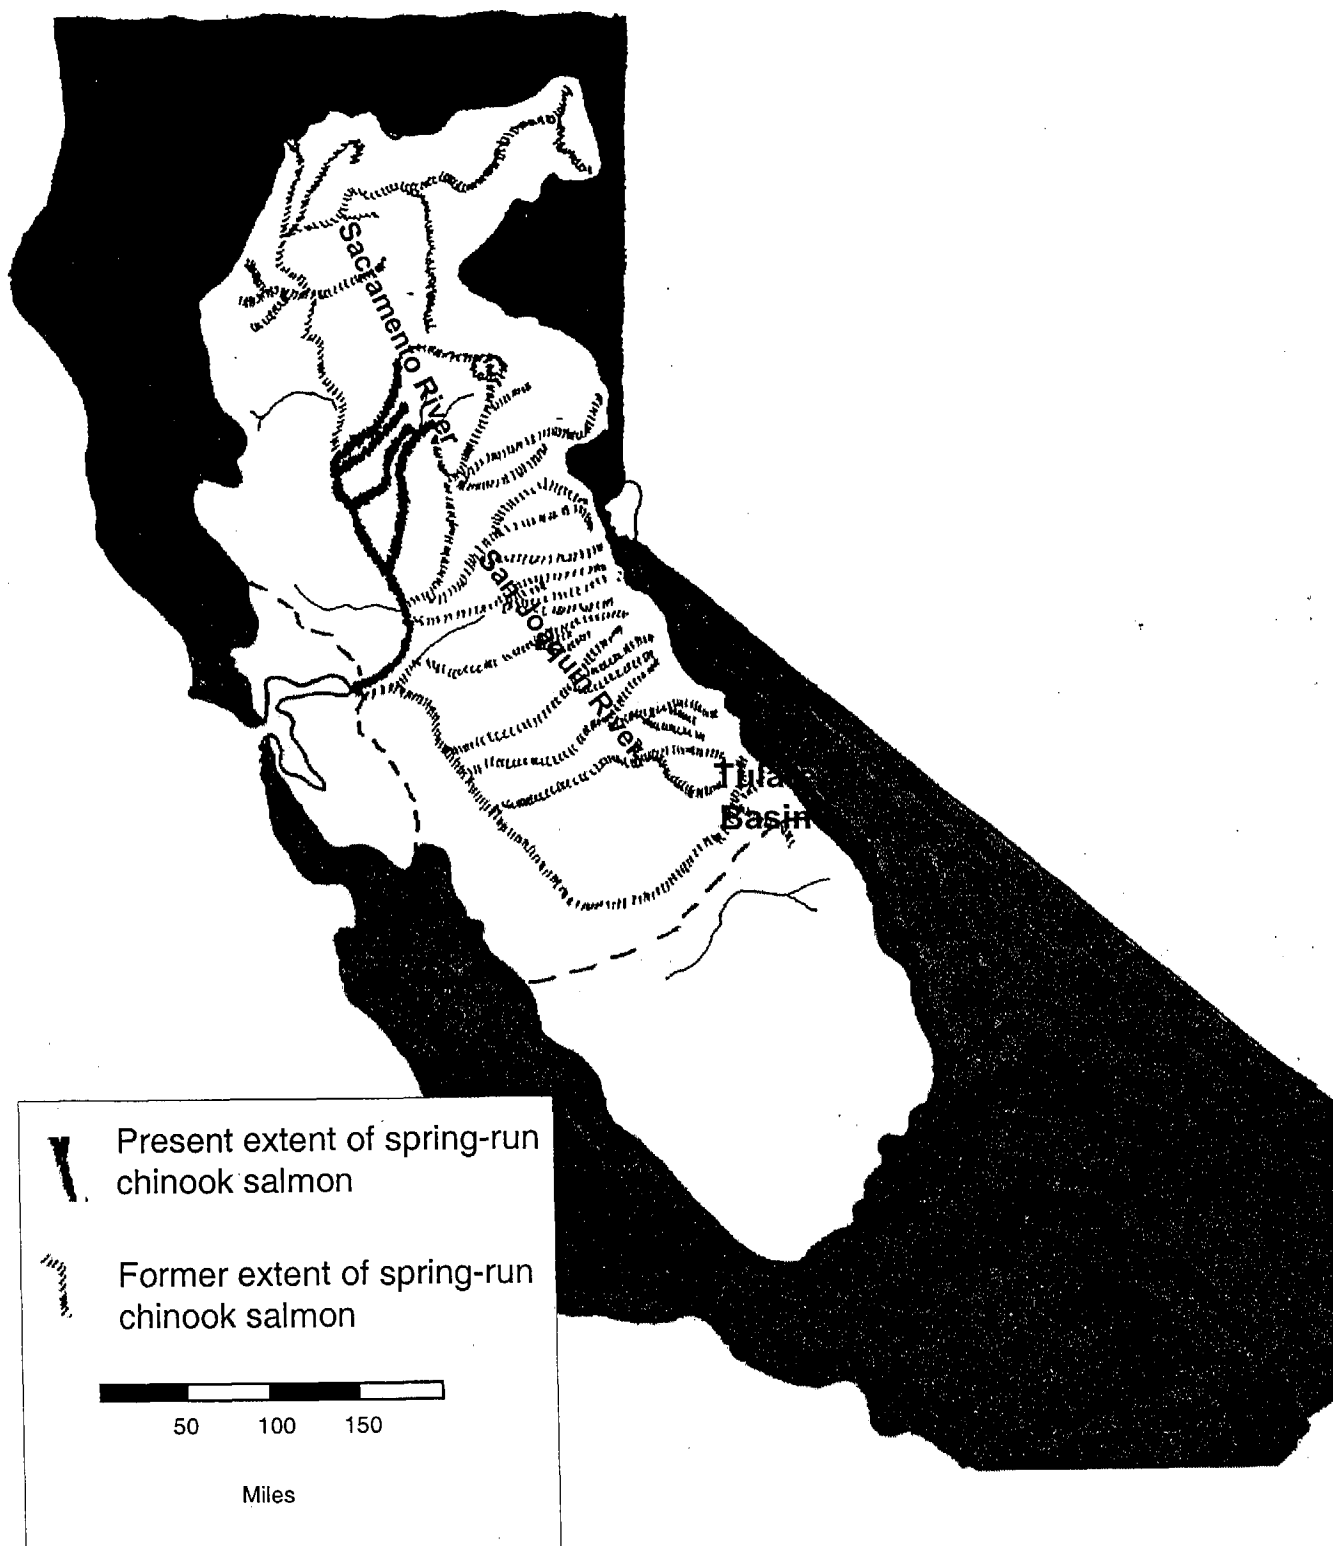 Sacramento River
San Joaquin River
Tula
Basin
Present extent of spring-run
chinook salmon
Former extent of spring-run
chinook salmon
50 100 150
Miles